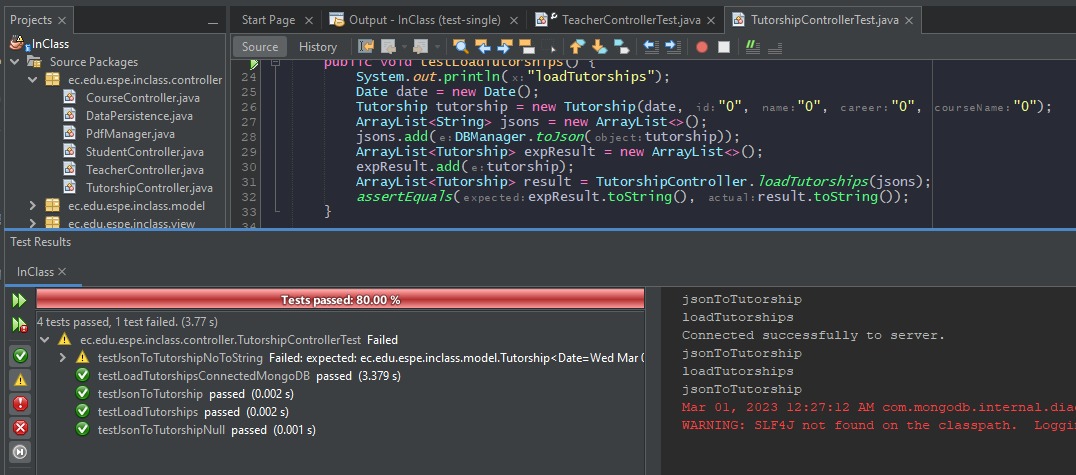 Projects
InClass
Source Packages
ec.edu.espe.inclass.controller
CourseController.java
DataPersistence.java
PdfManager.java
StudentController.java
TeacherController.java
TutorshipController.java
ec.edu.espe.inclass.model
ec.edu.espe.inclass.view
Start Page
Output - InClass (test-single)
TeacherControllerTest.java
TutorshipControllerTest.java
Source
History
public void testLoadTutorships() {
24 System.out.println(x:"loadTutorships");
25 Date date = new Date();
26 Tutorship tutorship = new Tutorship(date, id:"0", name:"0", career:"0", courseName:"0");
27 ArrayList<String> jsons = new ArrayList<>();
28 jsons.add(e:DBManager.toJson(object:tutorship));
29 ArrayList<Tutorship> expResult = new ArrayList<>();
30 expResult.add(e:tutorship);
31 ArrayList<Tutorship> result = TutorshipController.loadTutorships(jsons);
32 assertEquals(expected:expResult.toString(), actual:result.toString());
33 }
34
Test Results
InClass
Tests passed: 80.00 %
4 tests passed, 1 test failed. (3.77 s)
ec.edu.espe.inclass.controller.TutorshipControllerTest Failed
testJsonToTutorshipNoToString Failed: expected: ec.edu.espe.inclass.model.Tutorship<Date=Wed Mar 0
testLoadTutorshipsConnectedMongoDB passed (3.379 s)
testJsonToTutorship passed (0.002 s)
testLoadTutorships passed (0.002 s)
testJsonToTutorshipNull passed (0.001 s)
jsonToTutorship
loadTutorships
Connected successfully to server.
jsonToTutorship
loadTutorships
jsonToTutorship
Mar 01, 2023 12:27:12 AM com.mongodb.internal.dia
WARNING: SLF4J not found on the classpath. Loggi